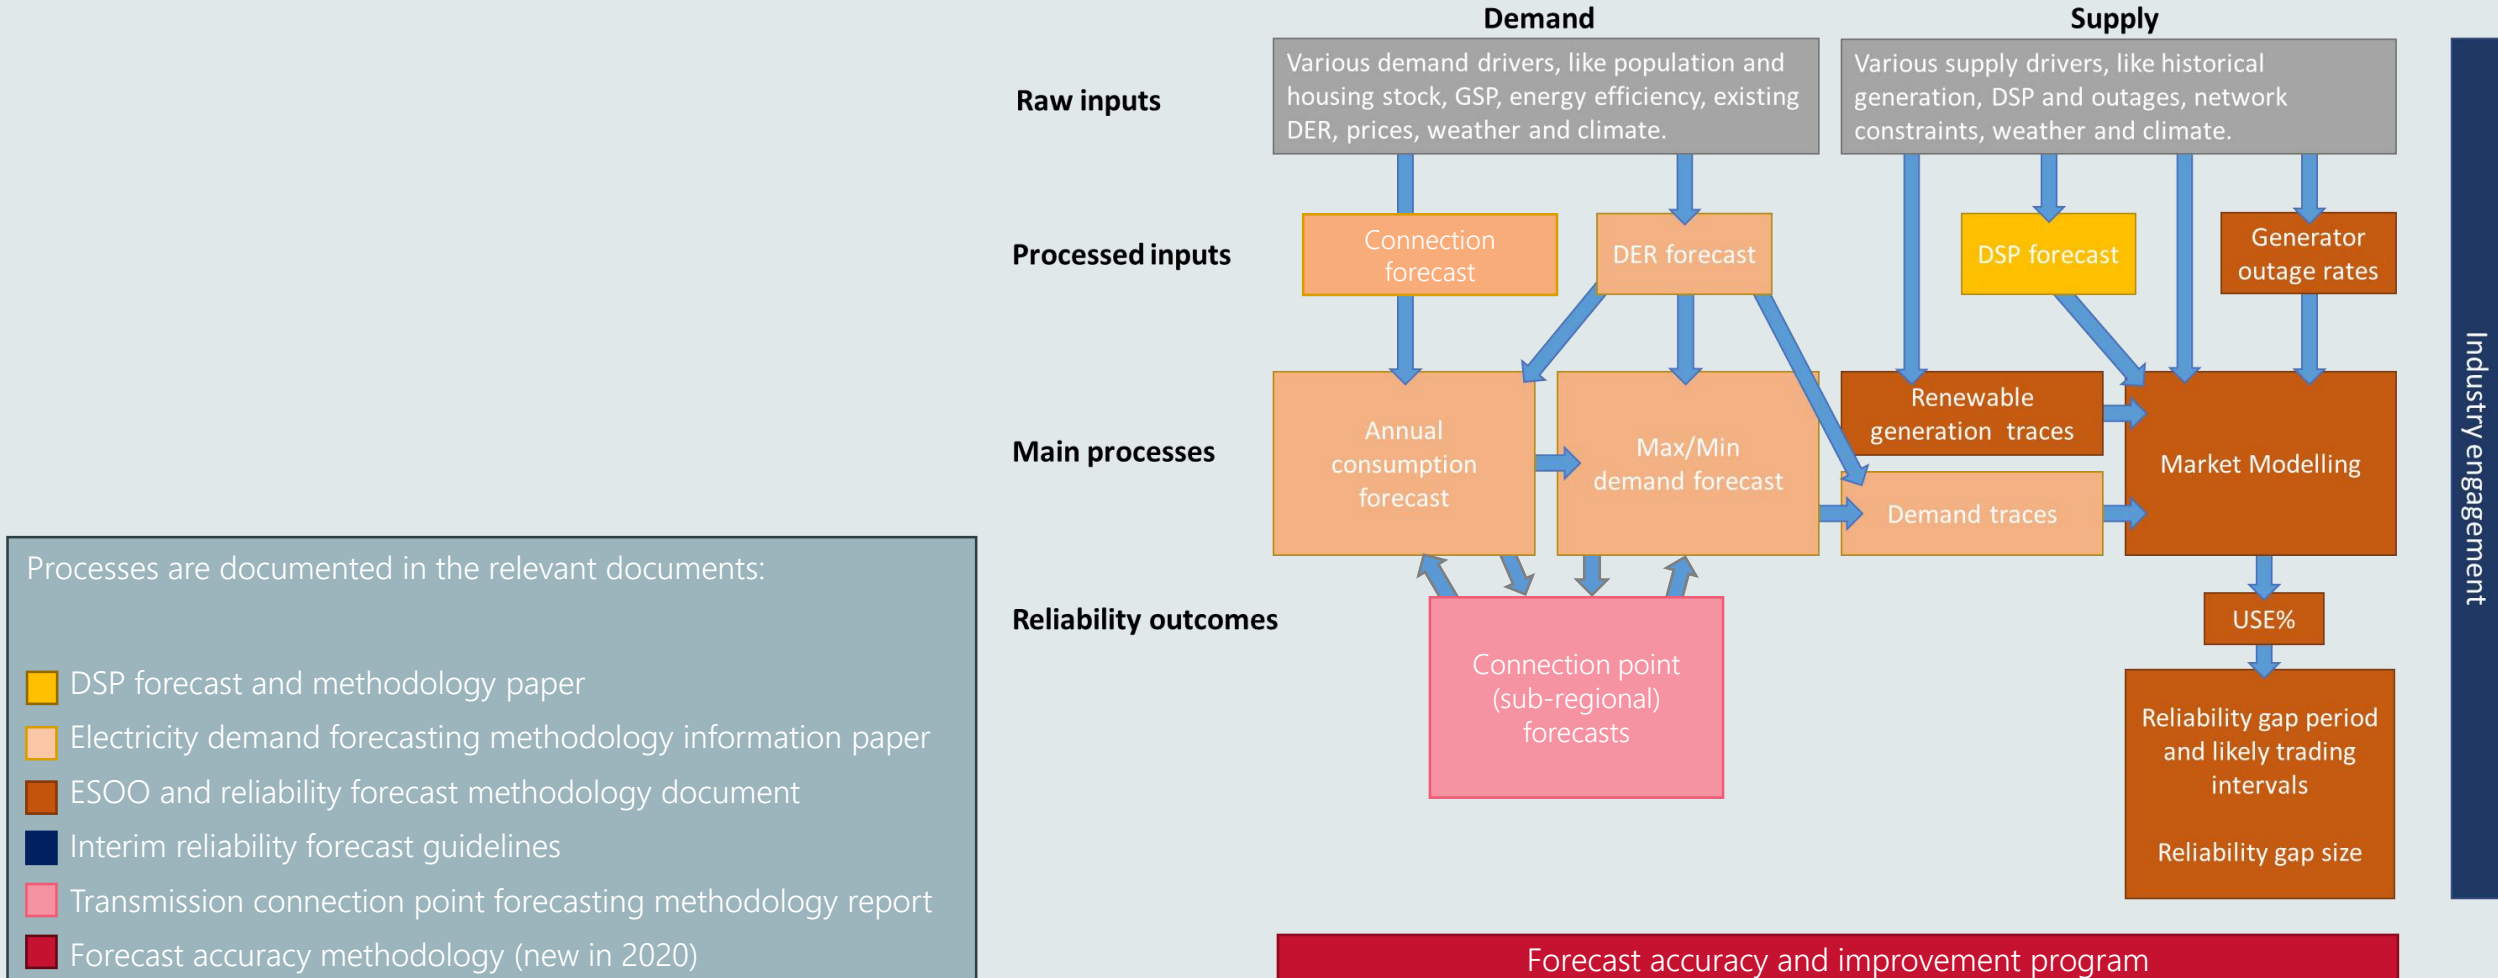 Demand
Supply
Raw inputs
Various demand drivers, like population and
housing stock, GSP, energy efficiency, existing
DER, prices, weather and climate.
Various supply drivers, like historical
generation, DSP and outages, network
constraints, weather and climate.
Processed inputs
Connection
forecast
DER forecast
DSP forecast
Generator
outage rates
Main processes
Annual
consumption
forecast
Max/Min
demand forecast
Renewable
generation traces
Demand traces
Market Modelling
Industry engagement
Reliability outcomes
Connection point
(sub-regional)
forecasts
USE%
Reliability gap period
and likely trading
intervals
Reliability gap size
Processes are documented in the relevant documents:
DSP forecast and methodology paper
Electricity demand forecasting methodology information paper
ESOO and reliability forecast methodology document
Interim reliability forecast guidelines
Transmission connection point forecasting methodology report
Forecast accuracy methodology (new in 2020)
Forecast accuracy and improvement program